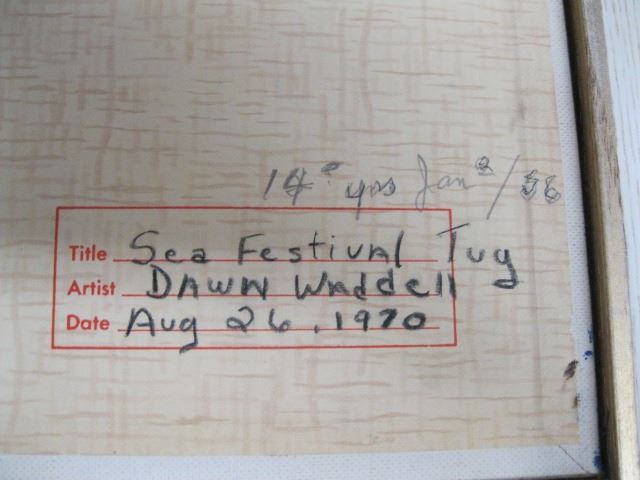 14 yrs Jan 2/56
Title Sea Festival Tug
Artist Dawn Waddell
Date Aug 26, 1970